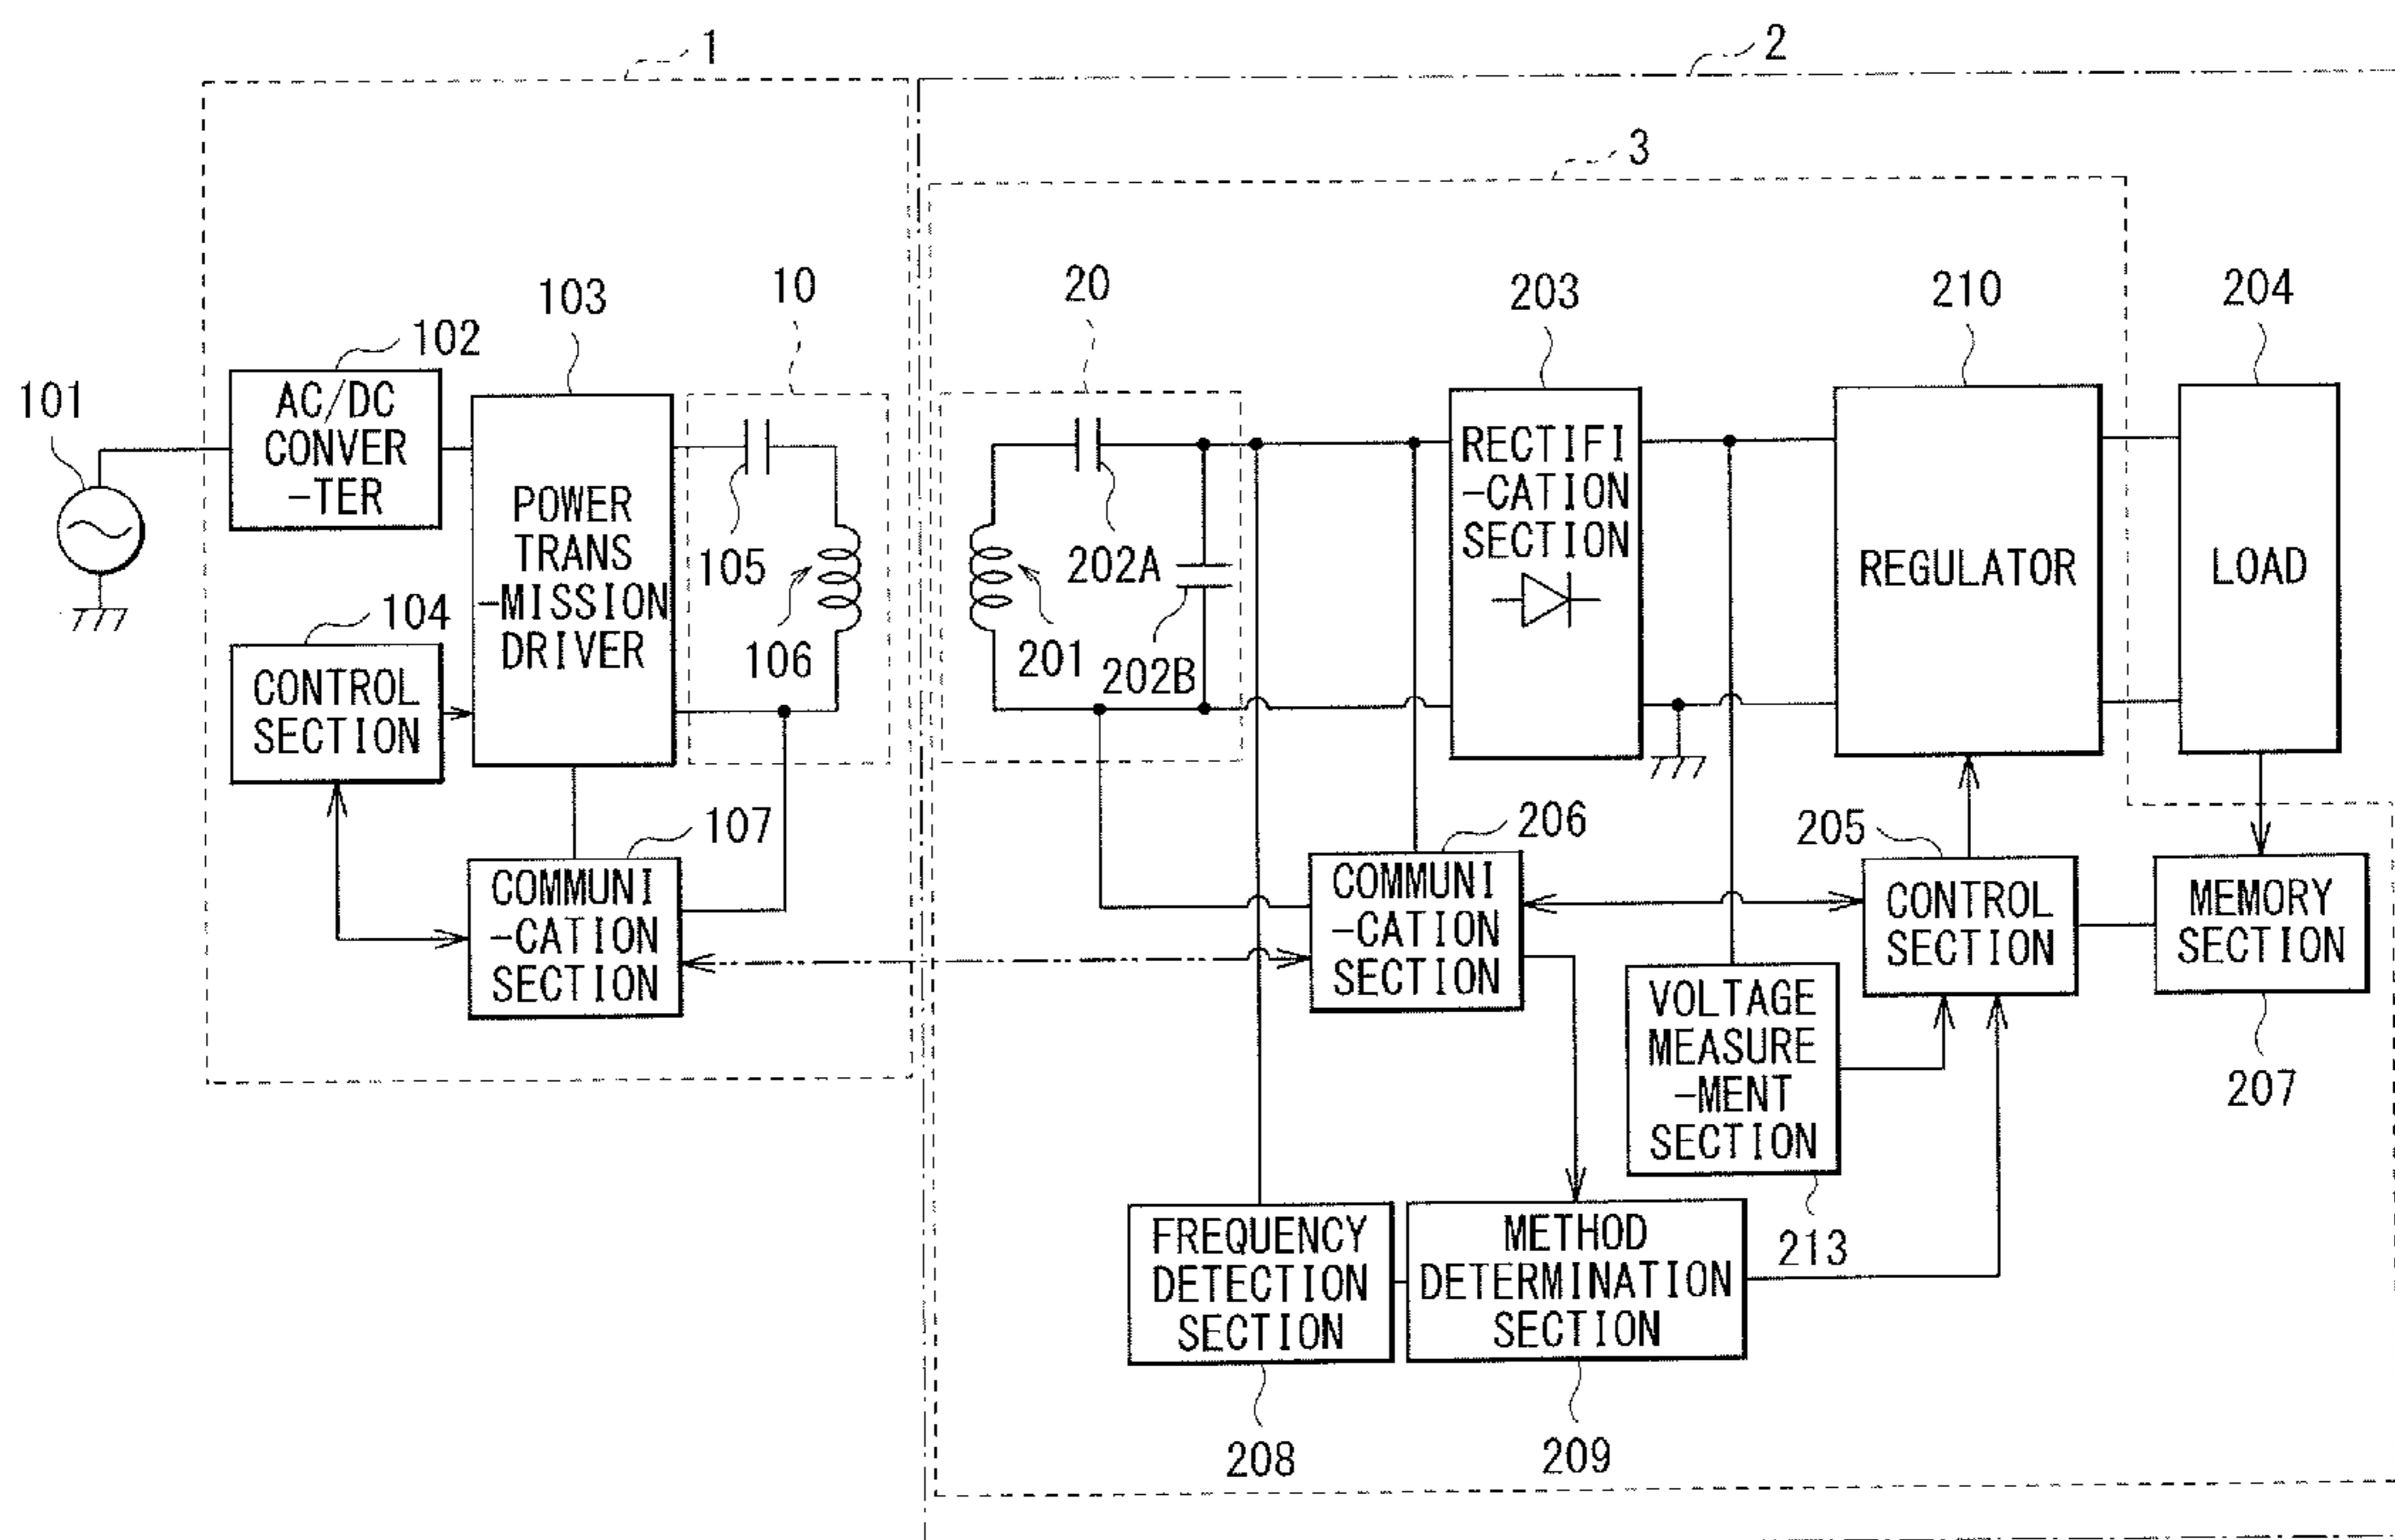 1
2
3
103
10
20
203
210
204
102
101
AC/DC
CONVER
-TER
POWER
TRANS
-MISSION
DRIVER
105
106
201
202A
202B
RECTIFI
-CATION
SECTION
REGULATOR
LOAD
104
CONTROL
SECTION
107
COMMUNI
-CATION
SECTION
206
COMMUNI
-CATION
SECTION
205
CONTROL
SECTION
MEMORY
SECTION
207
VOLTAGE
MEASURE
-MENT
SECTION
213
FREQUENCY
DETECTION
SECTION
208
METHOD
DETERMINATION
SECTION
209